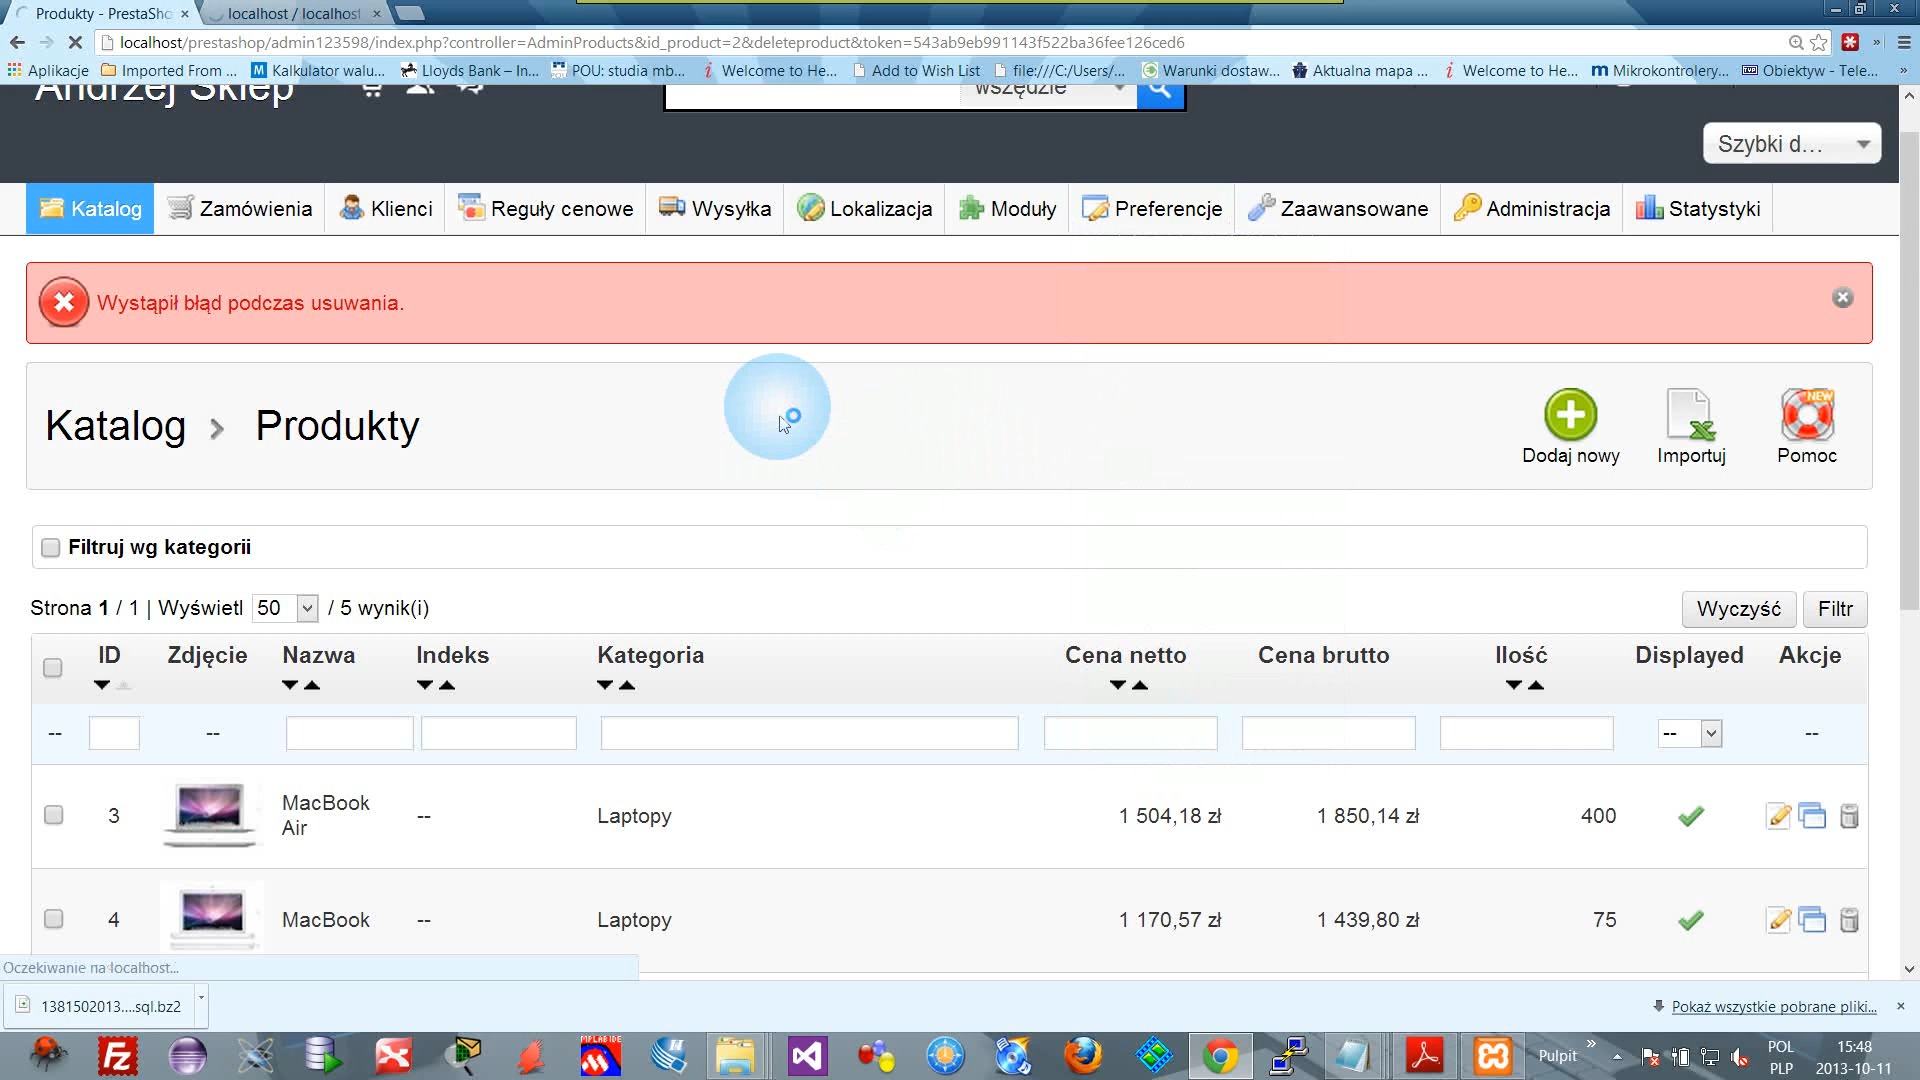 Produkty - PrestaSho
localhost / localhost
localhost/prestashop/admin123598/index.php?controller=AdminProducts&id_product=2&deleteproduct&token=543ab9eb991143f522ba36fee126ced6
Aplikacje
Imported From ...
Kalkulator walu...
Lloyds Bank – In...
POU: studia mb...
Welcome to He...
Add to Wish List
file:///C:/Users/...
Warunki dostaw...
Aktualna mapa ...
Welcome to He...
Mikrokontrolery...
Obiektyw - Tele...
Andrzej Sklep
wszędzie
Szybki d...
Katalog
Zamówienia
Klienci
Reguły cenowe
Wysyłka
Lokalizacja
Moduły
Preferencje
Zaawansowane
Administracja
Statystyki
Wystąpił błąd podczas usuwania.
Katalog > Produkty
Dodaj nowy
Importuj
NEW
Pomoc
Filtruj wg kategorii
Strona 1 / 1 | Wyświetl 50 / 5 wynik(i)
Wyczyść
Filtr
ID Zdjęcie Nazwa Indeks Kategoria Cena netto Cena brutto Ilość Displayed Akcje
-- -- -- --
3 MacBook Air -- Laptopy 1 504,18 zł 1 850,14 zł 400
4 MacBook -- Laptopy 1 170,57 zł 1 439,80 zł 75
Oczekiwanie na localhost...
1381502013....sql.bz2
Pokaż wszystkie pobrane pliki...
MPLAB IDE
Pulpit
POL
PLP
15:48
2013-10-11